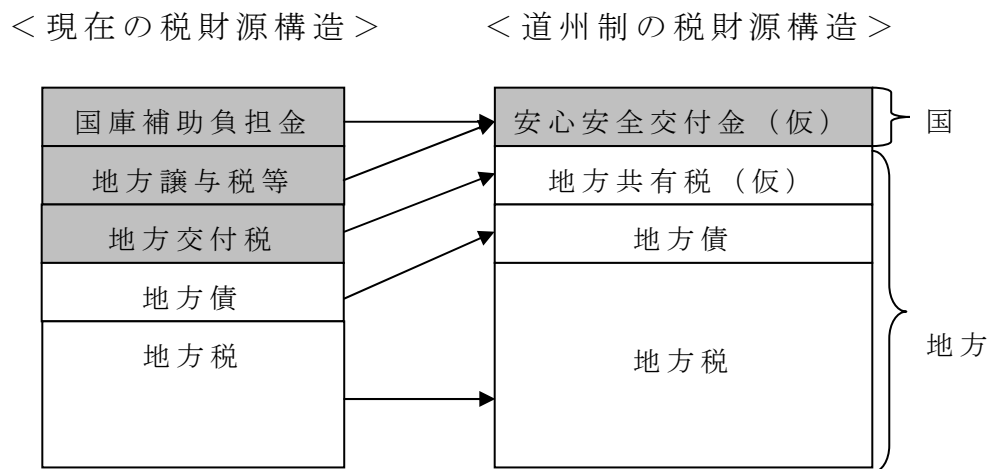 ＜現在の税財源構造＞
国庫補助負担金
地方譲与税等
地方交付税
地方債
地方税
＜道州制の税財源構造＞
安心安全交付金（仮）
地方共有税（仮）
地方債
地方税
国
地方